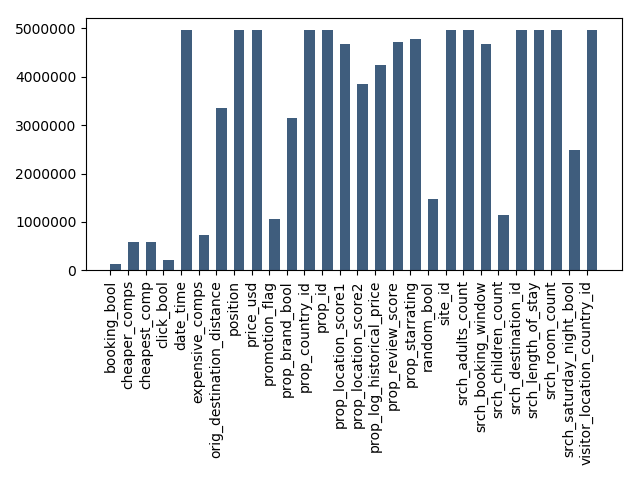 5000000
4000000
3000000
2000000
1000000
0
booking_bool
cheaper_comps
cheapest_comp
click_bool
date_time
expensive_comps
orig_destination_distance
position
price_usd
promotion_flag
prop_brand_bool
prop_country_id
prop_id
prop_location_score1
prop_location_score2
prop_log_historical_price
prop_review_score
prop_starrating
random_bool
site_id
srch_adults_count
srch_booking_window
srch_children_count
srch_destination_id
srch_length_of_stay
srch_room_count
srch_saturday_night_bool
visitor_location_country_id